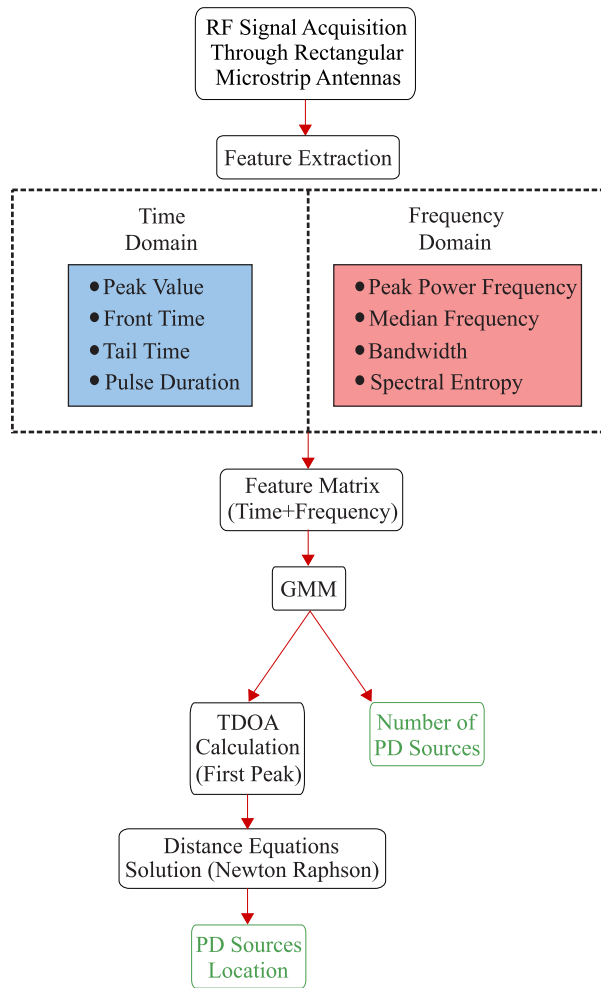 RF Signal Acquisition
Through Rectangular
Microstrip Antennas
Feature Extraction
Time
Domain
• Peak Value
• Front Time
• Tail Time
• Pulse Duration
Frequency
Domain
• Peak Power Frequency
• Median Frequency
• Bandwidth
• Spectral Entropy
Feature Matrix
(Time+Frequency)
GMM
TDOA
Calculation
(First Peak)
Number of
PD Sources
Distance Equations
Solution (Newton Raphson)
PD Sources
Location